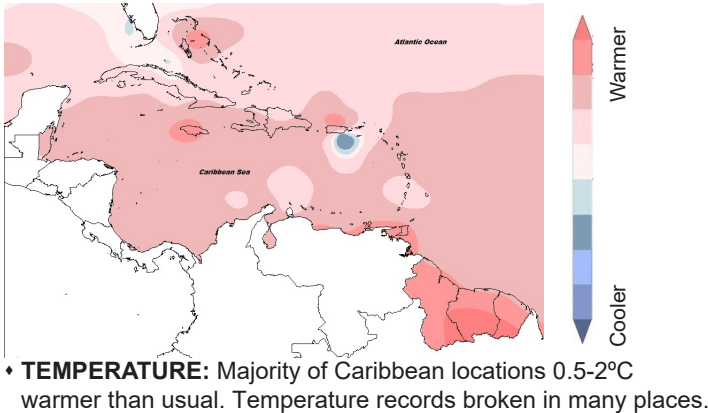 Atlantic Ocean
Caribbean Sea
Warmer
Cooler
♦ TEMPERATURE: Majority of Caribbean locations 0.5-2ºC
warmer than usual. Temperature records broken in many places.